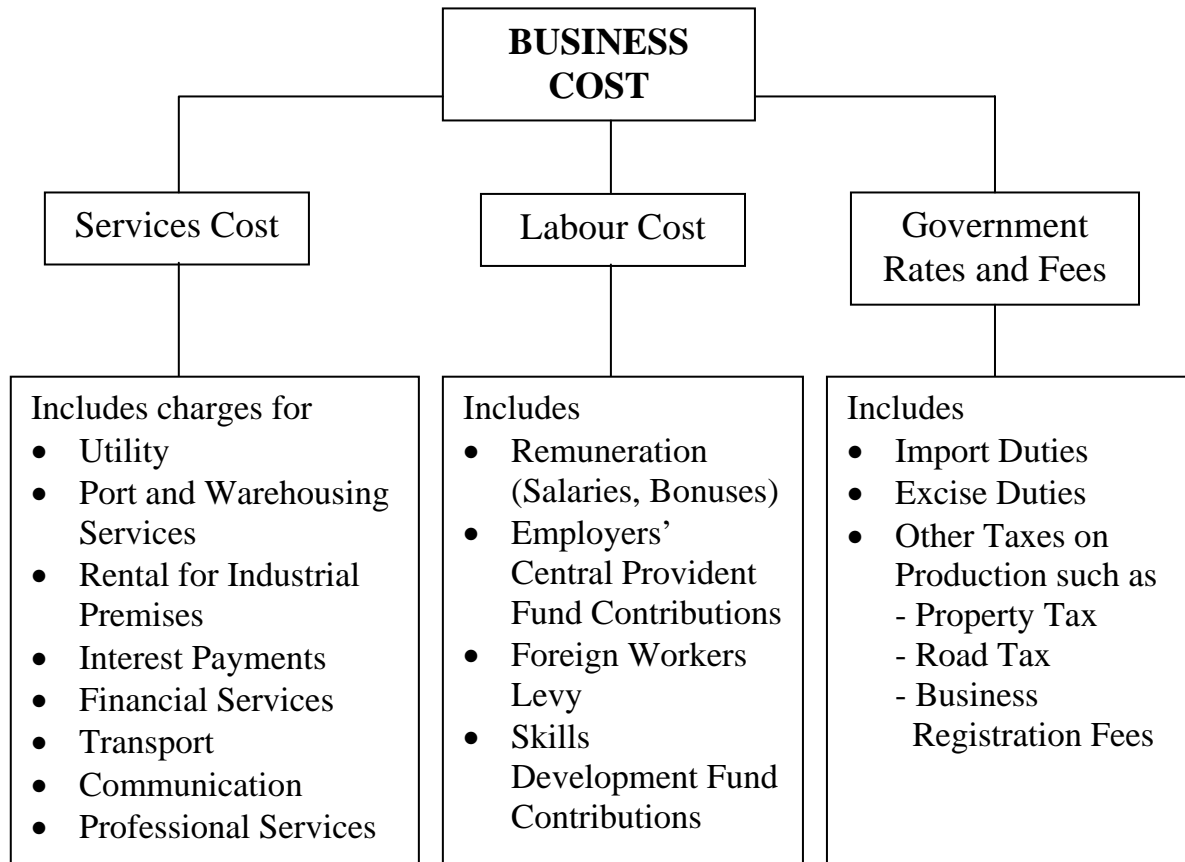 BUSINESS
COST
Services Cost
Labour Cost
Government
Rates and Fees
Includes charges for
• Utility
• Port and Warehousing
Services
• Rental for Industrial
Premises
• Interest Payments
• Financial Services
• Transport
• Communication
• Professional Services
Includes
• Remuneration
(Salaries, Bonuses)
• Employers’
Central Provident
Fund Contributions
• Foreign Workers
Levy
• Skills
Development Fund
Contributions
Includes
• Import Duties
• Excise Duties
• Other Taxes on
Production such as
- Property Tax
- Road Tax
- Business
Registration Fees